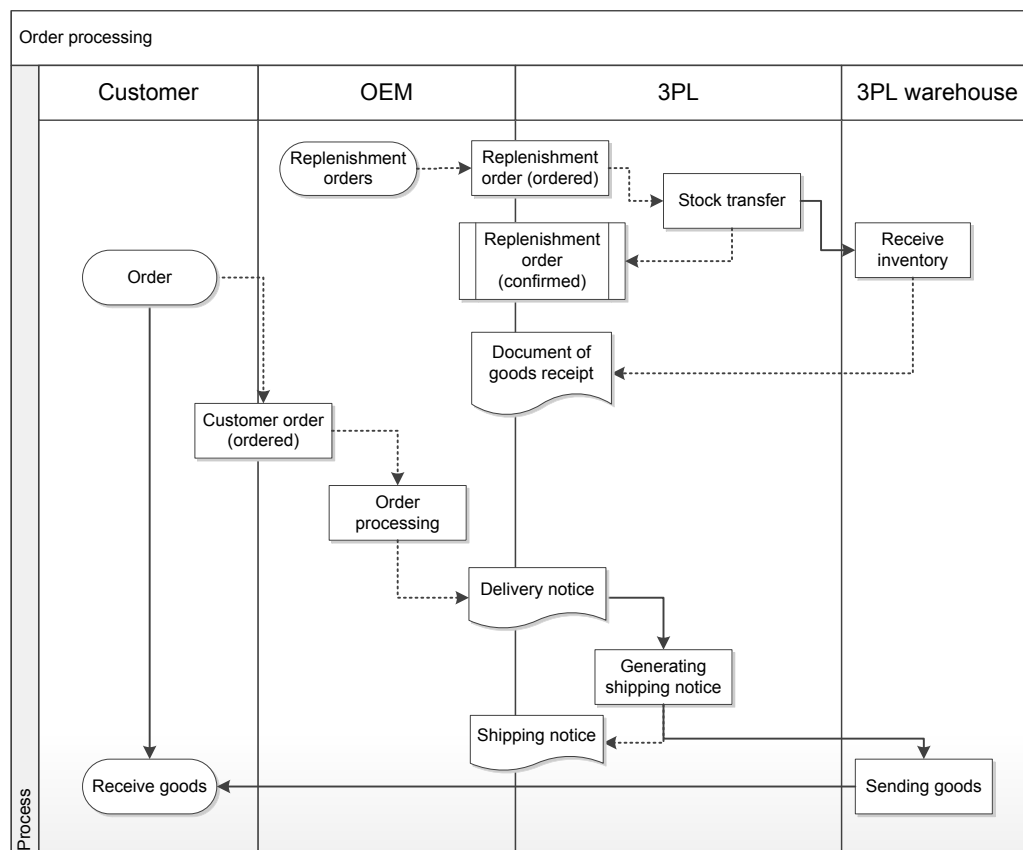 Order processing
Customer
OEM
3PL
3PL warehouse
Replenishment
orders
Replenishment
order (ordered)
Stock transfer
Replenishment
order
(confirmed)
Receive
inventory
Order
Document of
goods receipt
Customer order
(ordered)
Order
processing
Delivery notice
Generating
shipping notice
Shipping notice
Receive goods
Sending goods
Process